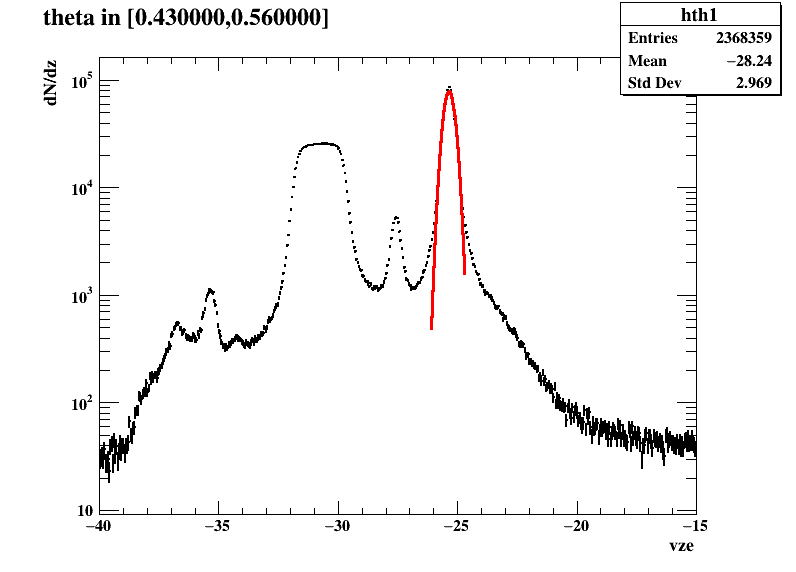 theta in [0.430000,0.560000]
hth1
Entries 2368359
Mean −28.24
Std Dev 2.969
dN/dz
10⁵
10⁴
10³
10²
10
−40 −35 −30 −25 −20 −15
vze